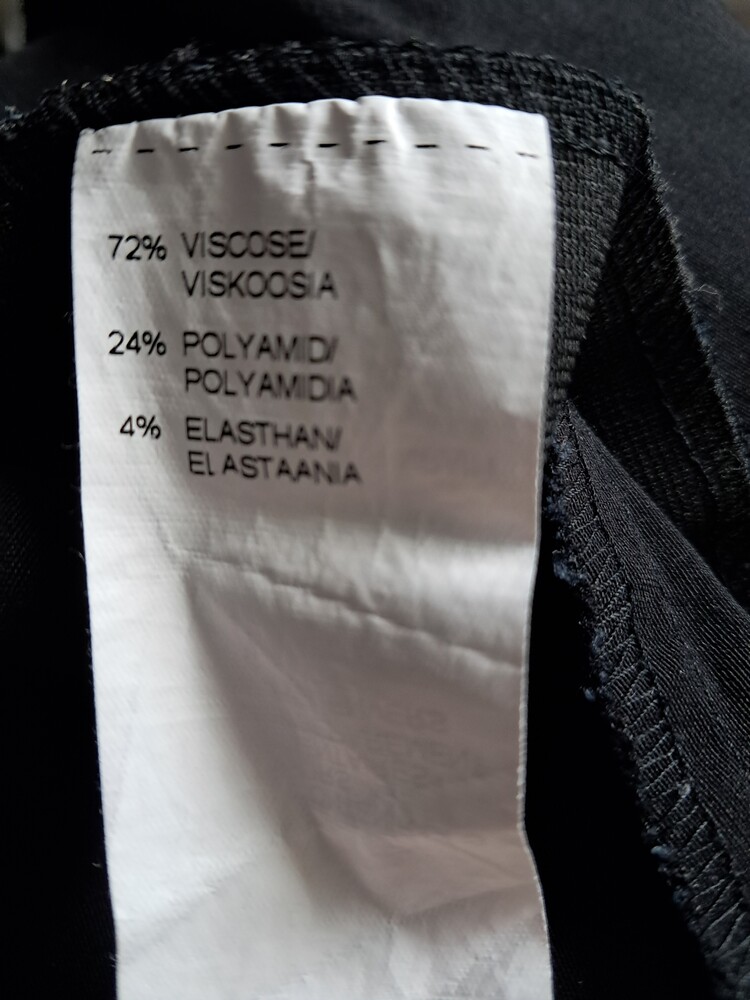 72% VISCOSE/
VISKOOSIA
24% POLYAMID/
POLYAMIDIA
4% ELASTHAN/
ELASTAANIA